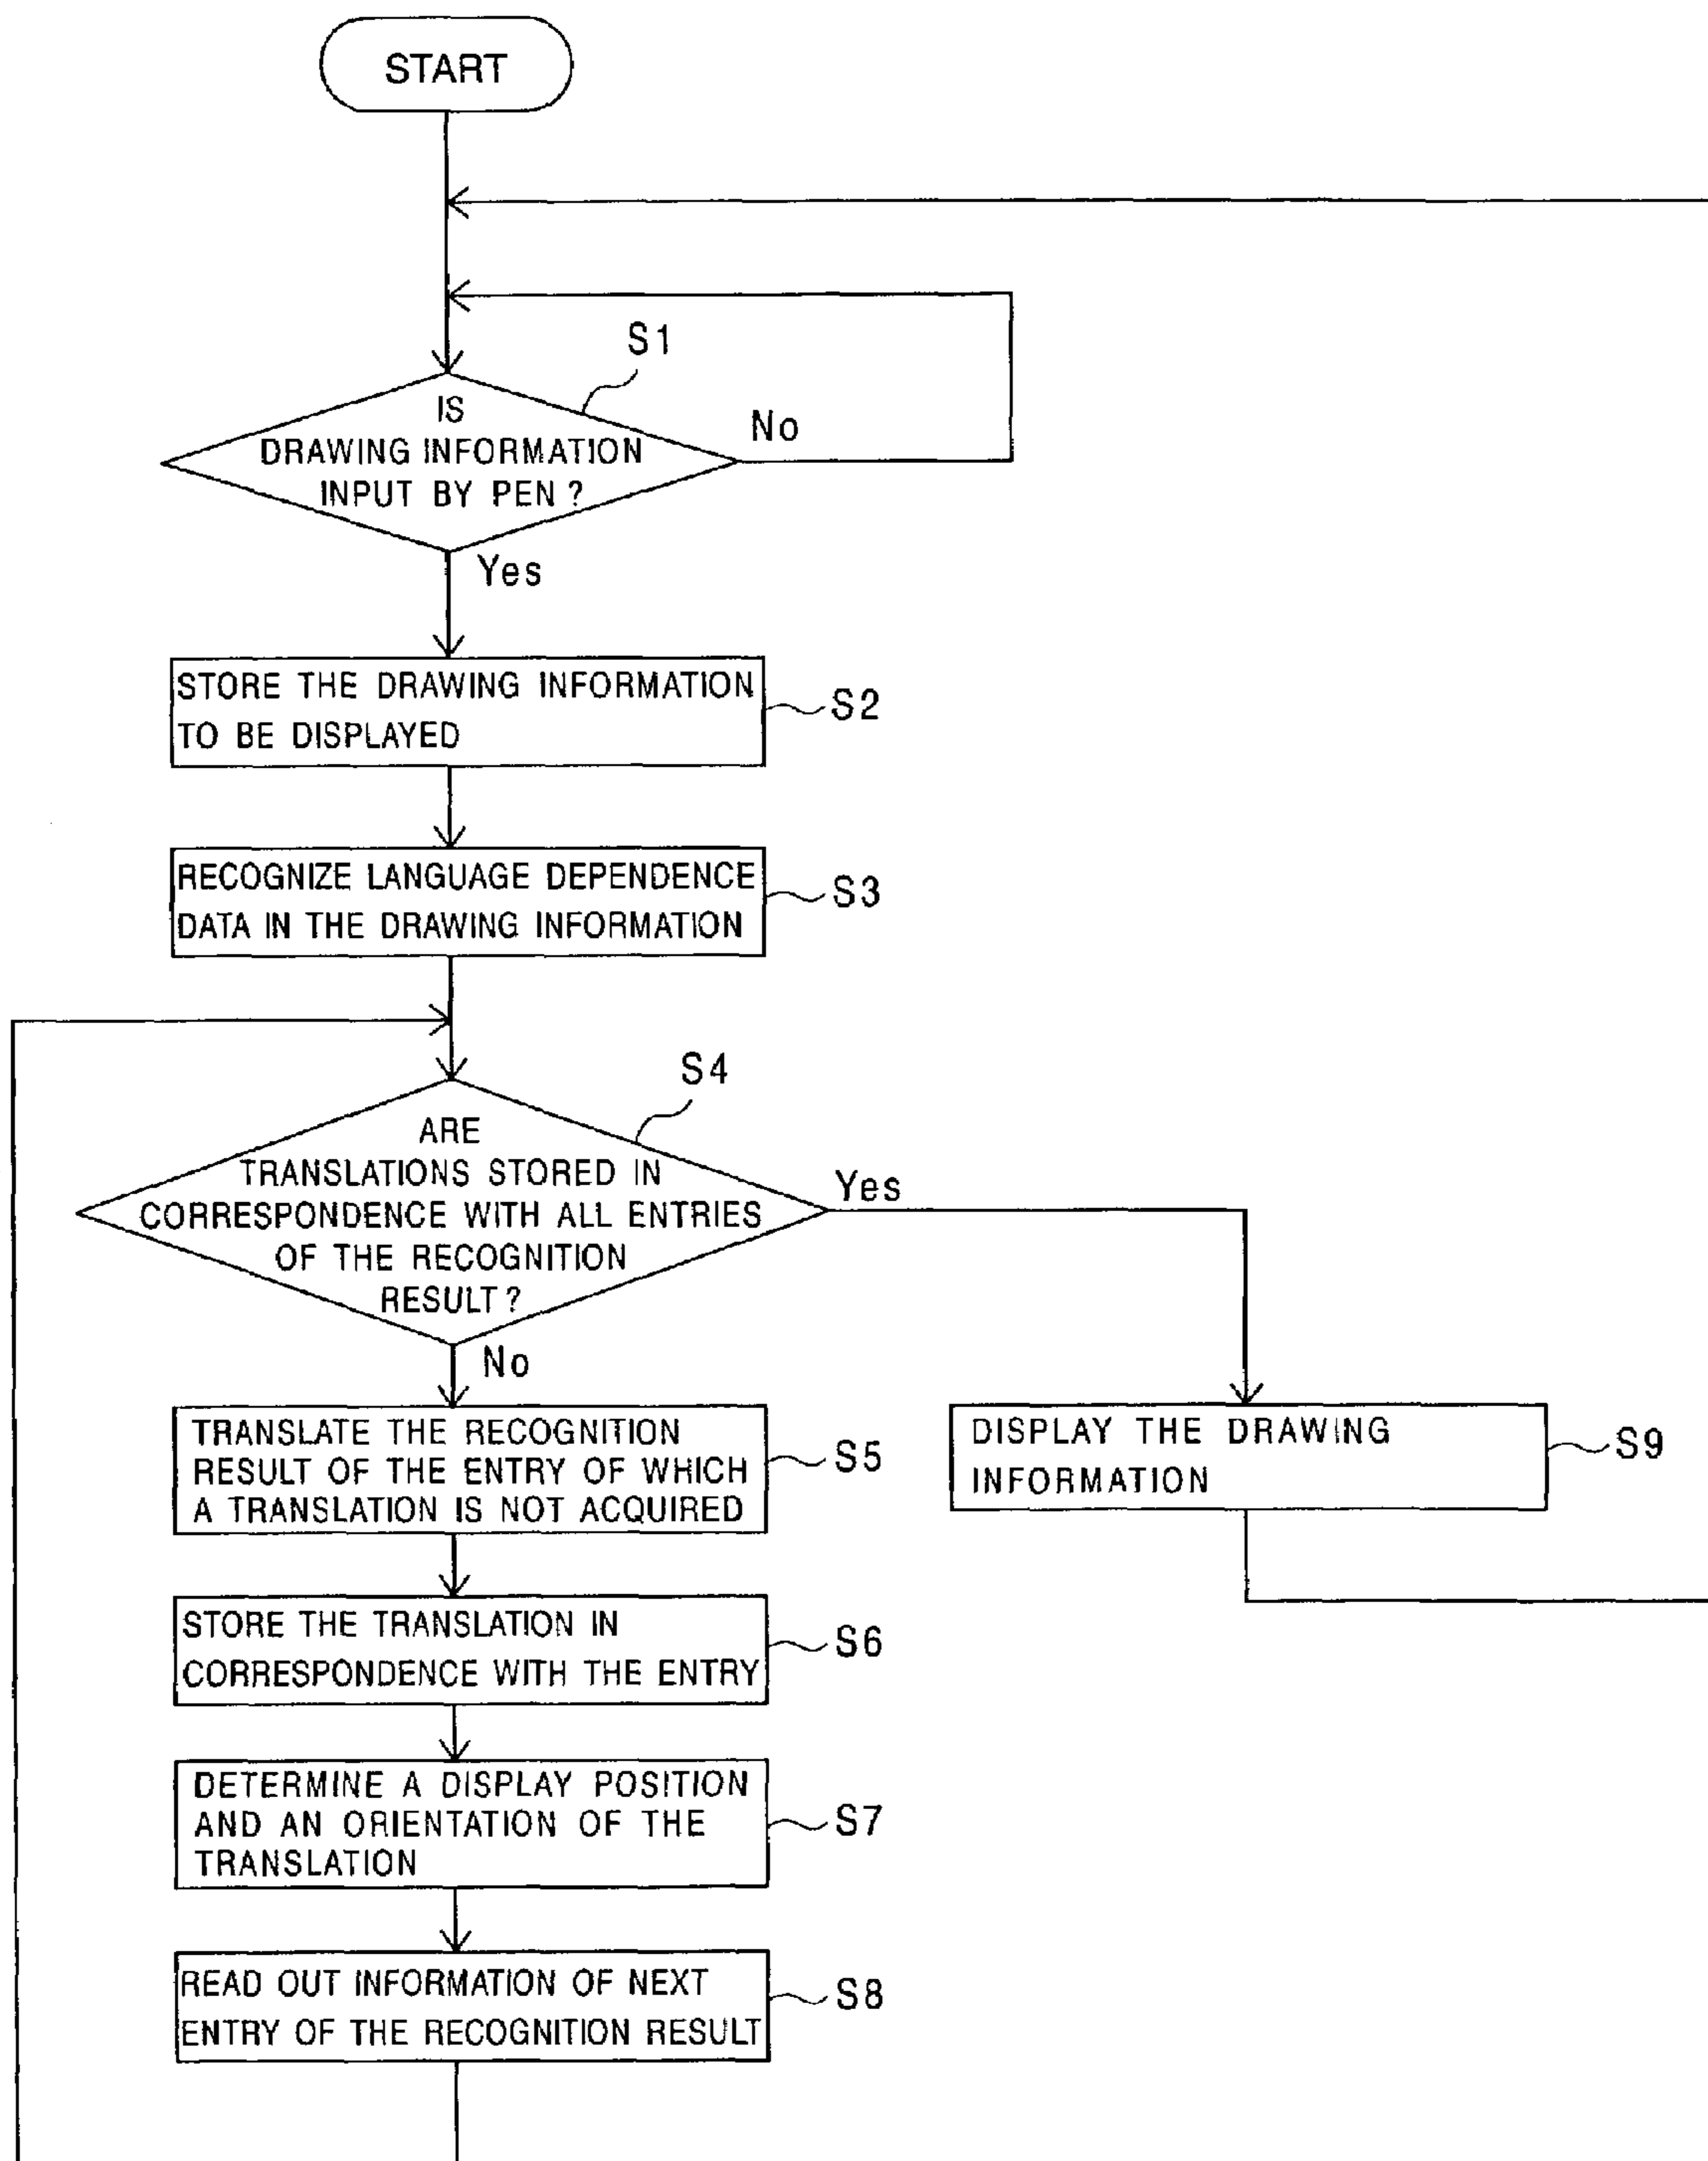 START
S1
IS
DRAWING INFORMATION
INPUT BY PEN?
No
Yes
STORE THE DRAWING INFORMATION
TO BE DISPLAYED
S2
RECOGNIZE LANGUAGE DEPENDENCE
DATA IN THE DRAWING INFORMATION
S3
S4
ARE
TRANSLATIONS STORED IN
CORRESPONDENCE WITH ALL ENTRIES
OF THE RECOGNITION
RESULT?
Yes
No
TRANSLATE THE RECOGNITION
RESULT OF THE ENTRY OF WHICH
A TRANSLATION IS NOT ACQUIRED
S5
DISPLAY THE DRAWING
INFORMATION
S9
STORE THE TRANSLATION IN
CORRESPONDENCE WITH THE ENTRY
S6
DETERMINE A DISPLAY POSITION
AND AN ORIENTATION OF THE
TRANSLATION
S7
READ OUT INFORMATION OF NEXT
ENTRY OF THE RECOGNITION RESULT
S8